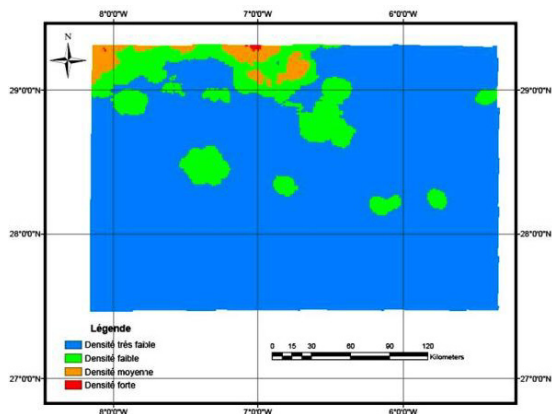 8°0'0"W 7°0'0"W 6°0'0"W
N
29°0'0"N 29°0'0"N
28°0'0"N 28°0'0"N
27°0'0"N 27°0'0"N
Légende
Densité trés faible
Densité faible
Densité moyenne
Densité forte
0 15 30 60 90 120
Kilometers
8°0'0"W 7°0'0"W 6°0'0"W